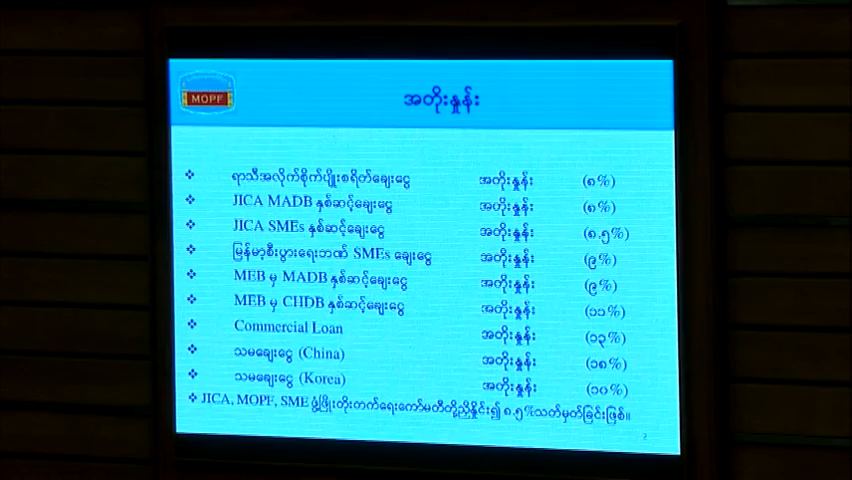 MOPF
အတိုးနှုန်း
❖ ရာသီအလိုက်စိုက်ပျိုးစရိတ်ချေးငွေ အတိုးနှုန်း (၈%)
❖ JICA MADB နှစ်ဆင့်ချေးငွေ အတိုးနှုန်း (၈%)
❖ JICA SMEs နှစ်ဆင့်ချေးငွေ အတိုးနှုန်း (၈.၅%)
❖ မြန်မာ့စီးပွားရေးဘဏ် SMEs ချေးငွေ အတိုးနှုန်း (၉%)
❖ MEB မှ MADB နှစ်ဆင့်ချေးငွေ အတိုးနှုန်း (၉%)
❖ MEB မှ CHDB နှစ်ဆင့်ချေးငွေ အတိုးနှုန်း (၁၁%)
❖ Commercial Loan အတိုးနှုန်း (၁၃%)
❖ သမချေးငွေ (China) အတိုးနှုန်း (၁၈%)
❖ သမချေးငွေ (Korea) အတိုးနှုန်း (၁၀%)
❖ JICA, MOPF, SME ဖွံ့ဖြိုးတိုးတက်ရေးကော်မတီတို့ညှိနှိုင်း၍ ၈.၅%သတ်မှတ်ခြင်းဖြစ်။
2